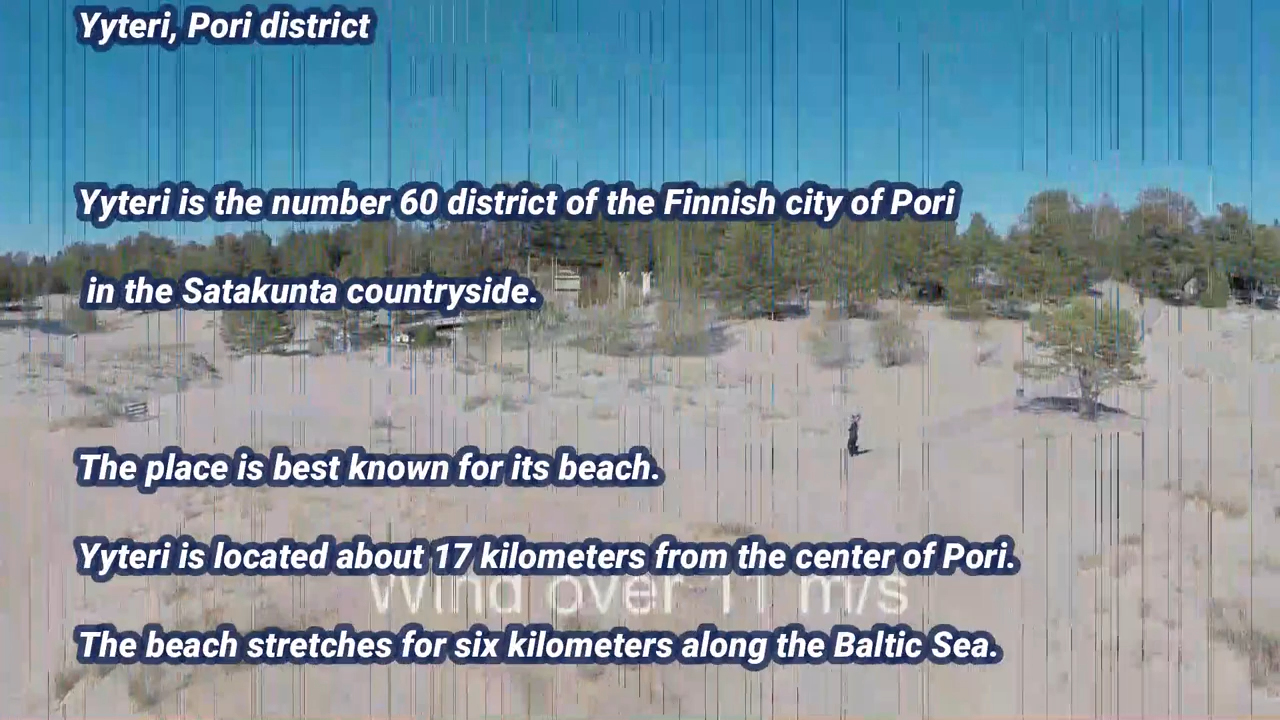 Yyteri, Pori district
Yyteri is the number 60 district of the Finnish city of Pori
in the Satakunta countryside.
The place is best known for its beach.
Yyteri is located about 17 kilometers from the center of Pori.
Wind over 11 m/s
The beach stretches for six kilometers along the Baltic Sea.